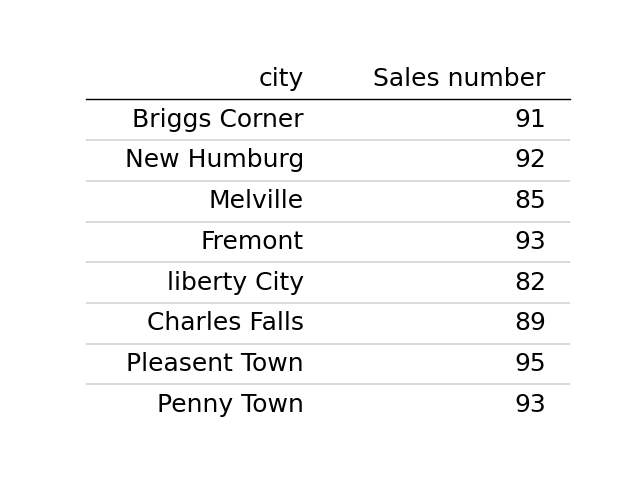 city Sales number
Briggs Corner 91
New Humburg 92
Melville 85
Fremont 93
liberty City 82
Charles Falls 89
Pleasent Town 95
Penny Town 93